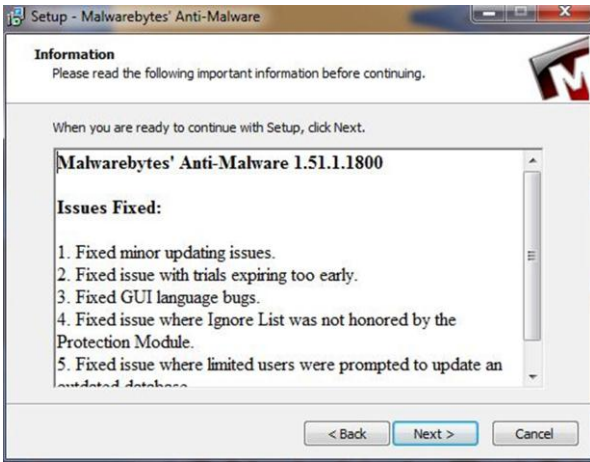 Setup - Malwarebytes' Anti-Malware
Information
Please read the following important information before continuing.
When you are ready to continue with Setup, click Next.
Malwarebytes' Anti-Malware 1.51.1.1800
Issues Fixed:
1. Fixed minor updating issues.
2. Fixed issue with trials expiring too early.
3. Fixed GUI language bugs.
4. Fixed issue where Ignore List was not honored by the
Protection Module.
5. Fixed issue where limited users were prompted to update an
outdated database.
< Back
Next >
Cancel